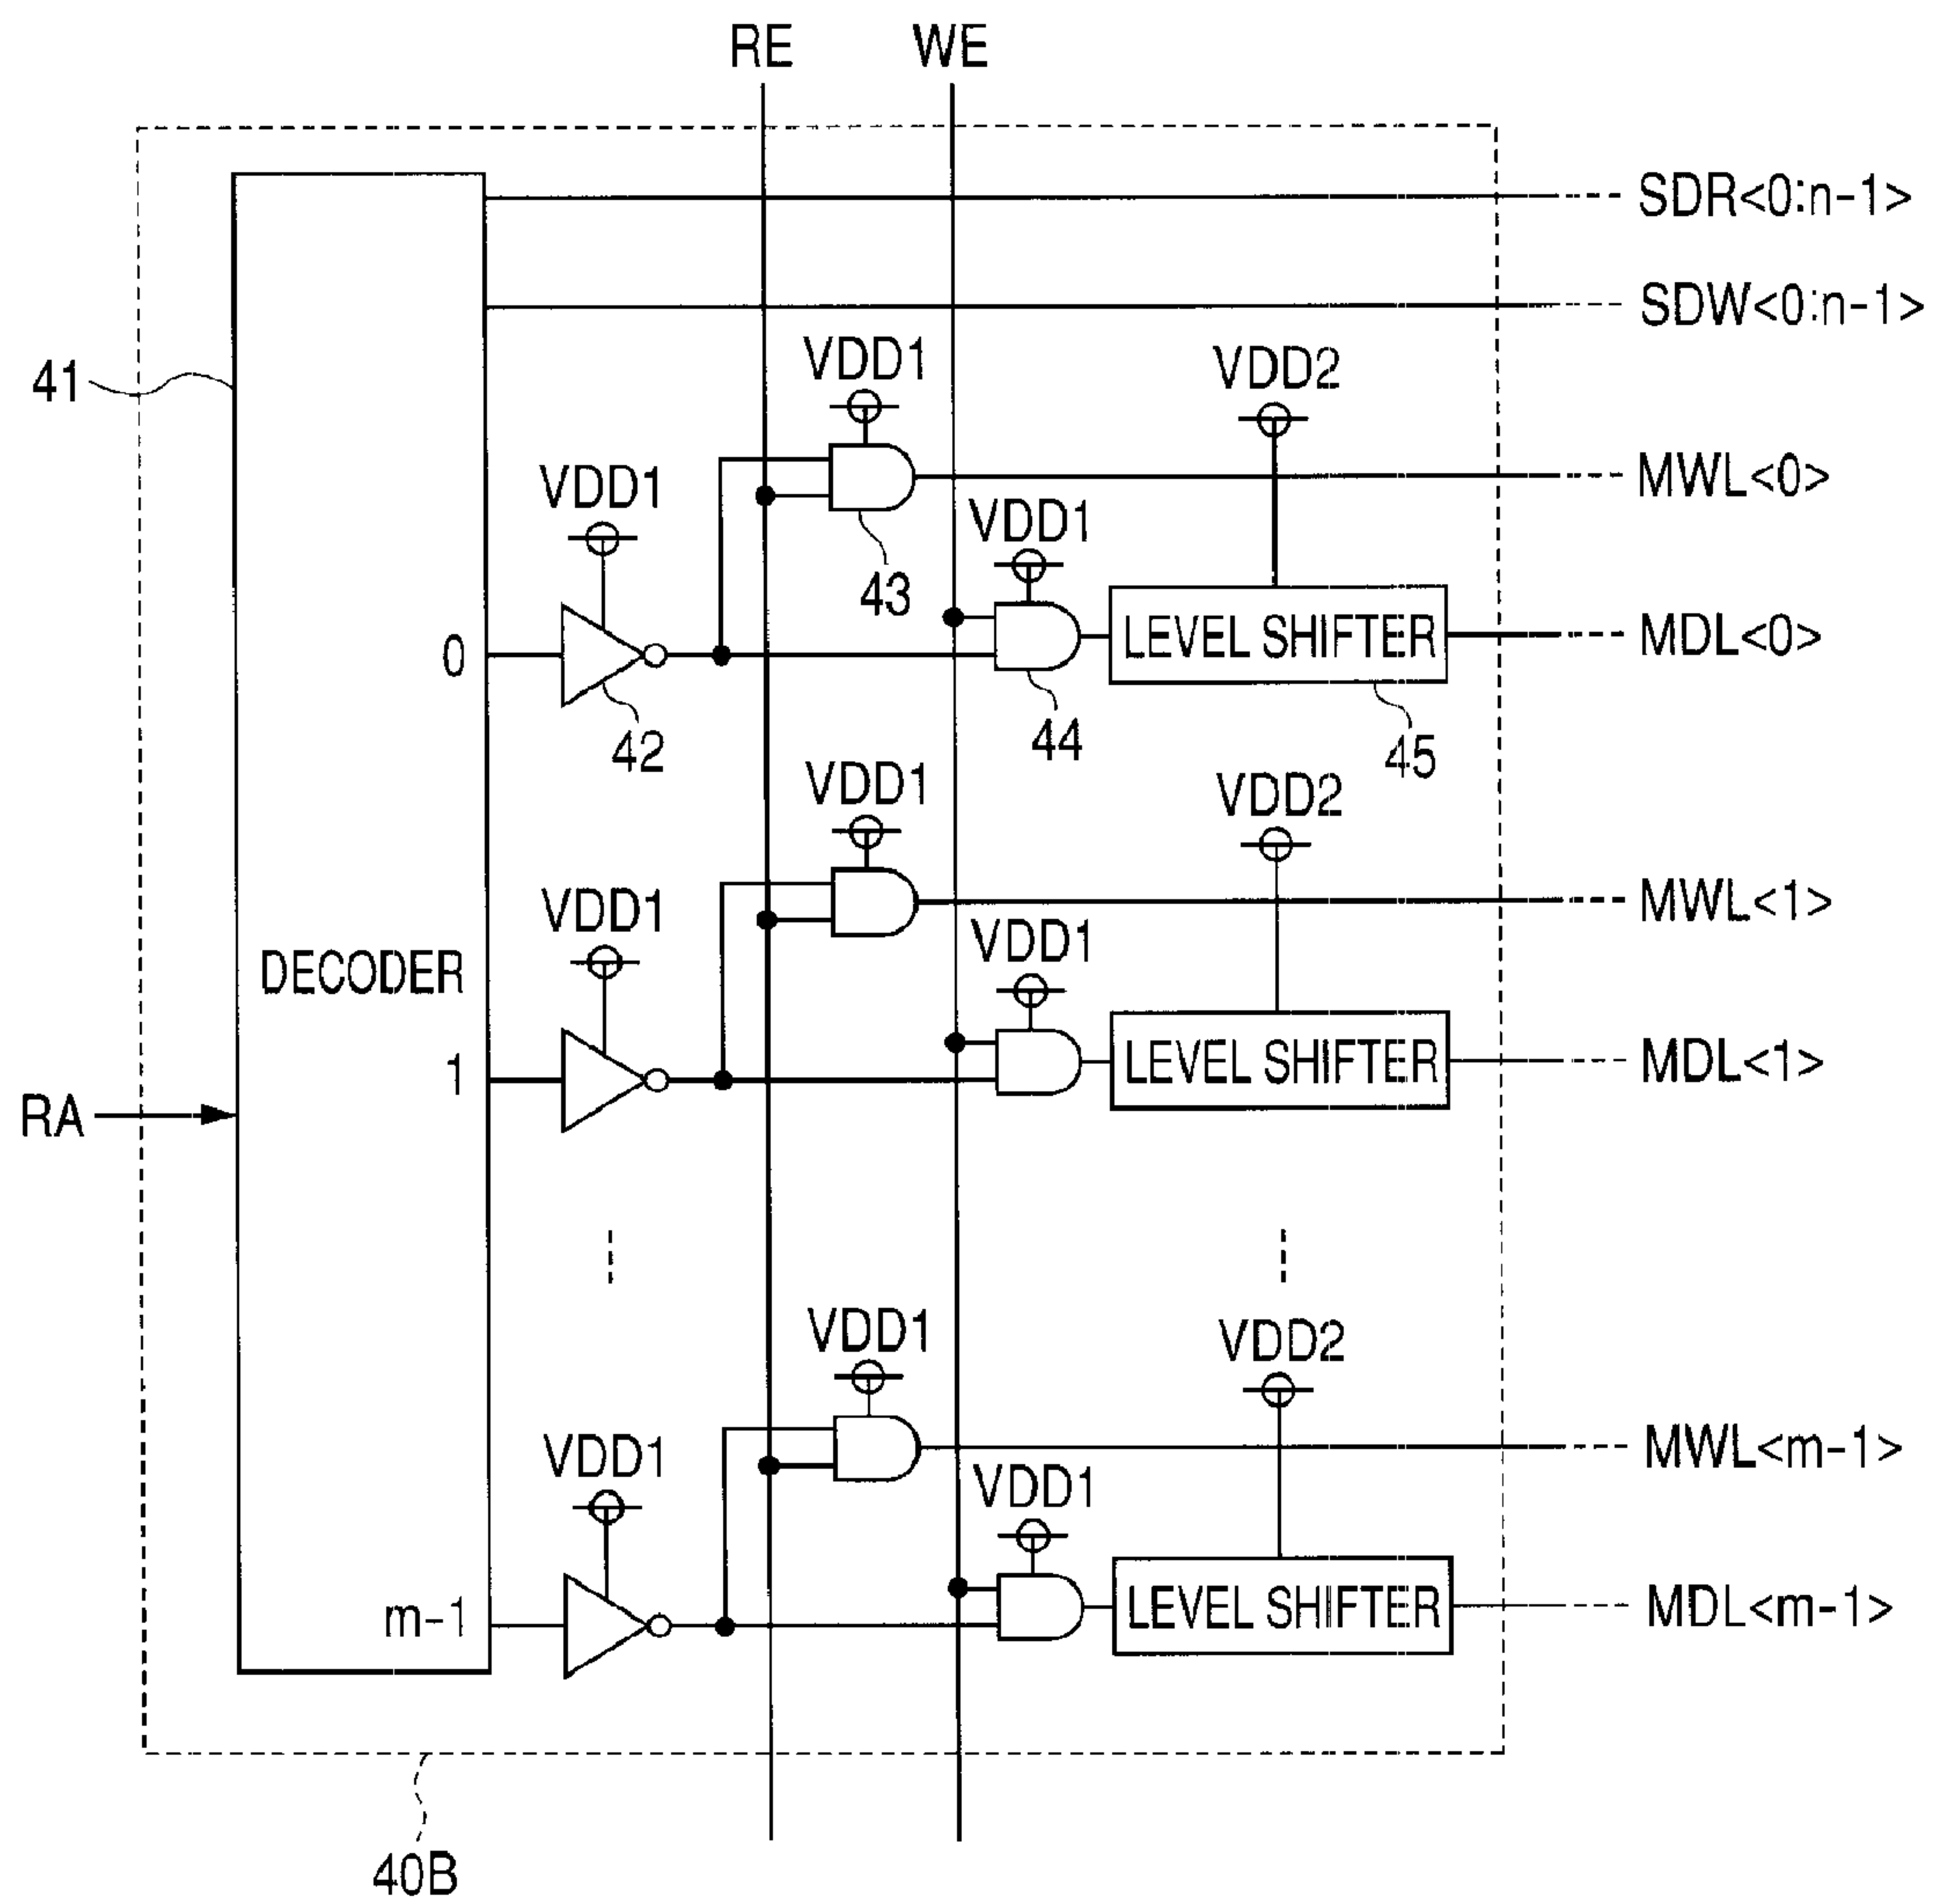 RE WE
SDR<0:n-1>
SDW<0:n-1>
41
VDD1
VDD2
VDD1
MWL<0>
VDD1
43
0
LEVEL SHIFTER
MDL<0>
42
44
45
VDD1
VDD2
VDD1
MWL<1>
VDD1
DECODER
1
LEVEL SHIFTER
MDL<1>
RA
VDD1
VDD2
VDD1
MWL<m-1>
VDD1
m-1
LEVEL SHIFTER
MDL<m-1>
40B